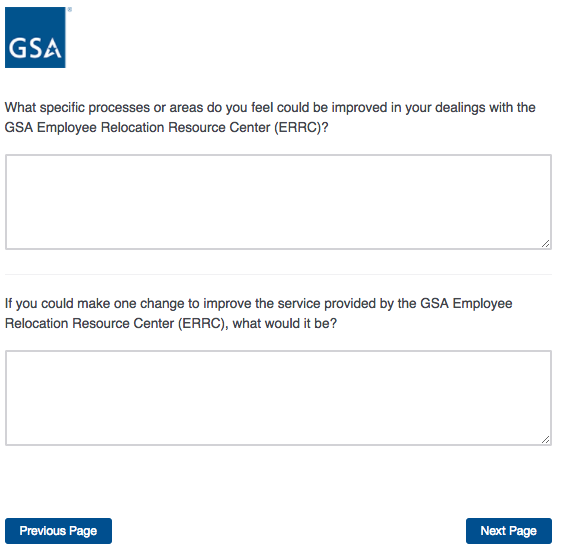 GSA
What specific processes or areas do you feel could be improved in your dealings with the
GSA Employee Relocation Resource Center (ERRC)?
If you could make one change to improve the service provided by the GSA Employee
Relocation Resource Center (ERRC), what would it be?
Previous Page
Next Page